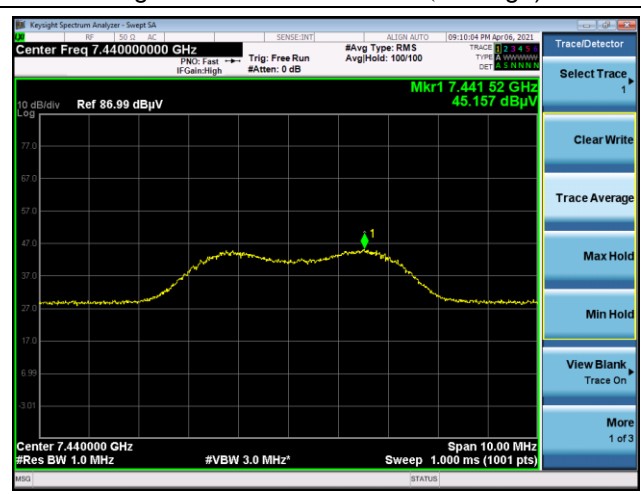 Keysight Spectrum Analyzer - Swept SA
RF 50 Ω AC SENSE:INT ALIGN AUTO 09:10:04 PM Apr 06, 2021
Center Freq 7.440000000 GHz
PNO: Fast
IFGain:High
Trig: Free Run
#Atten: 0 dB
#Avg Type: RMS
Avg|Hold: 100/100
TRACE 1 2 3 4 5 6
TYPE A WWWWW
DET A S N N N N
Mkr1 7.441 52 GHz
45.157 dBµV
10 dB/div Ref 86.99 dBµV
Log
77.0
67.0
57.0
47.0
37.0
27.0
17.0
6.99
-3.01
1
Center 7.440000 GHz Span 10.00 MHz
#Res BW 1.0 MHz #VBW 3.0 MHz* Sweep 1.000 ms (1001 pts)
MSG STATUS
Trace/Detector
Select Trace
1
Clear Write
Trace Average
Max Hold
Min Hold
View Blank
Trace On
More
1 of 3